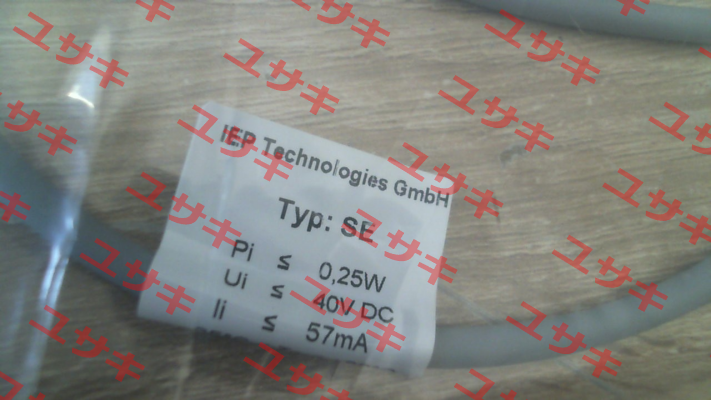 IEP Technologies GmbH
Typ: SE
Pi ≤ 0,25W
Ui ≤ 40V DC
Ii ≤ 57mA
ユサキ